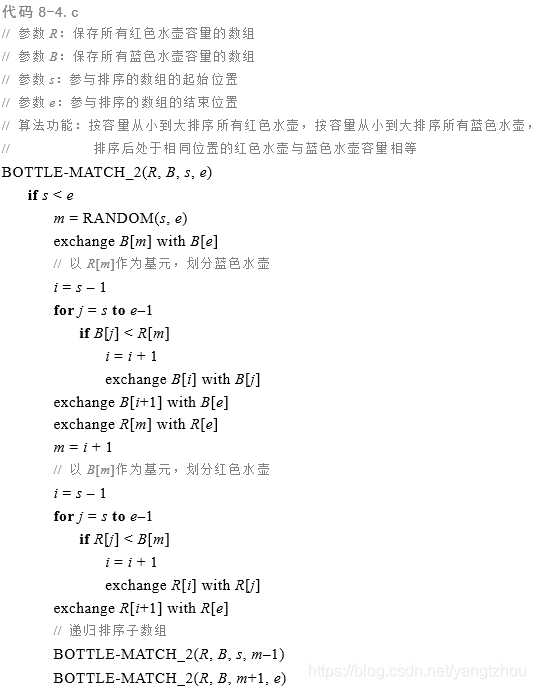 代码 8-4.c
// 参数 R：保存所有红色水壶容量的数组
// 参数 B：保存所有蓝色水壶容量的数组
// 参数 s：参与排序的数组的起始位置
// 参数 e：参与排序的数组的结束位置
// 算法功能：按容量从小到大排序所有红色水壶，按容量从小到大排序所有蓝色水壶，
// 排序后处于相同位置的红色水壶与蓝色水壶容量相等
BOTTLE-MATCH_2(R, B, s, e)
if s < e
m = RANDOM(s, e)
exchange B[m] with B[e]
// 以 R[m]作为基元，划分蓝色水壶
i = s – 1
for j = s to e–1
if B[j] < R[m]
i = i + 1
exchange B[i] with B[j]
exchange B[i+1] with B[e]
exchange R[m] with R[e]
m = i + 1
// 以 B[m]作为基元，划分红色水壶
i = s – 1
for j = s to e–1
if R[j] < B[m]
i = i + 1
exchange R[i] with R[j]
exchange R[i+1] with R[e]
// 递归排序子数组
BOTTLE-MATCH_2(R, B, s, m–1)
BOTTLE-MATCH_2(R, B, m+1, e)
https://blog.csdn.net/yangtzhou